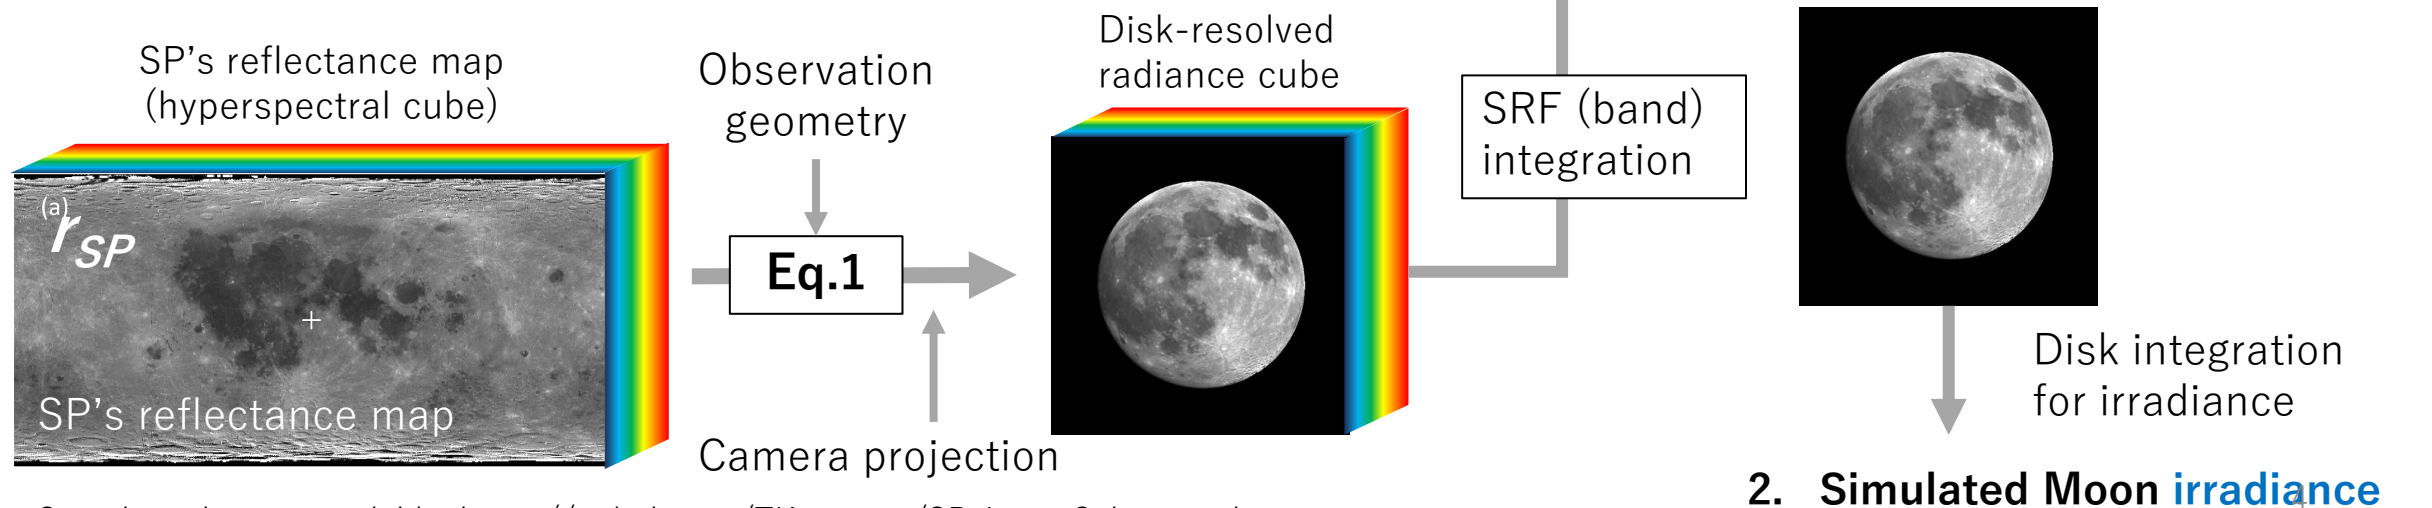 SP’s reflectance map
(hyperspectral cube)
(a)
rSP
SP’s reflectance map
Observation
geometry
Eq.1
Camera projection
Disk-resolved
radiance cube
SRF (band)
integration
Disk integration
for irradiance
2. Simulated Moon irradiance
4